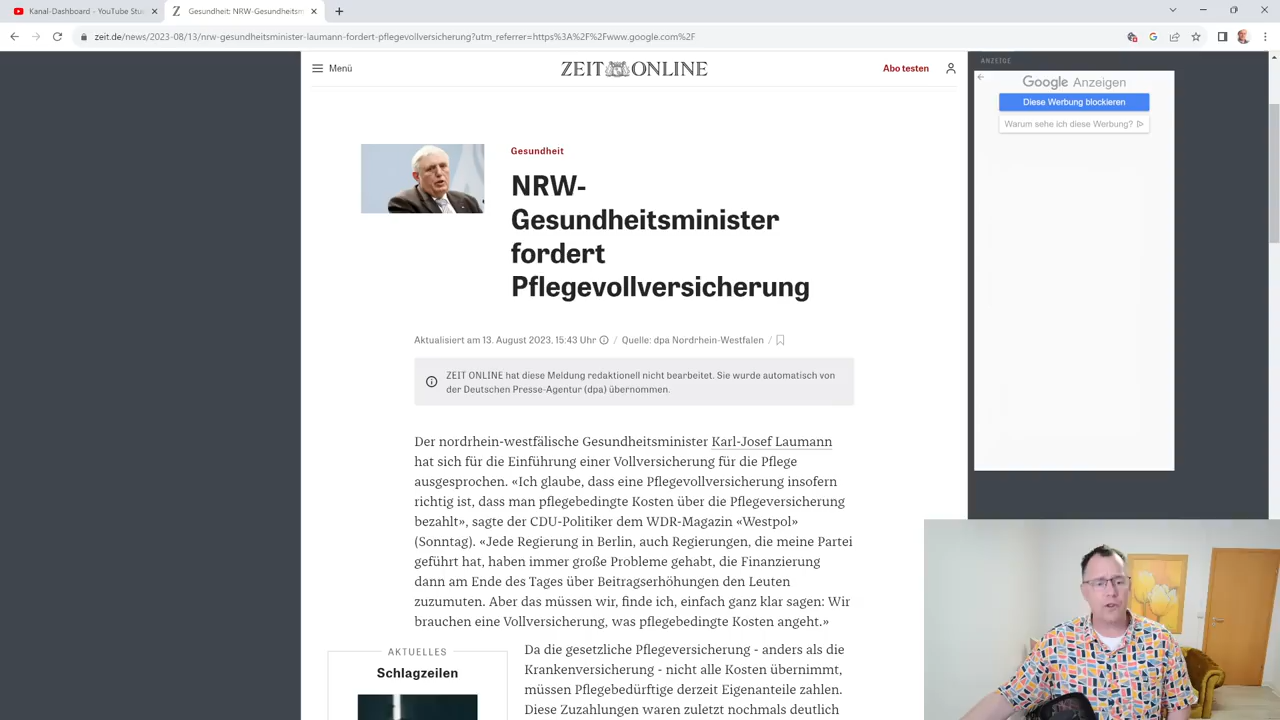 Kanal-Dashboard - YouTube Stu
Gesundheit: NRW-Gesundheitsm
zeit.de/news/2023-08/13/nrw-gesundheitsminister-laumann-fordert-pflegevollversicherung?utm_referrer=https%3A%2F%2Fwww.google.com%2F
Menü
ZEIT ONLINE
Abo testen
ANZEIGE
Google Anzeigen
Diese Werbung blockieren
Warum sehe ich diese Werbung?
Gesundheit
NRW-
Gesundheitsminister
fordert
Pflegevollversicherung
Aktualisiert am 13. August 2023, 15:43 Uhr / Quelle: dpa Nordrhein-Westfalen /
ZEIT ONLINE hat diese Meldung redaktionell nicht bearbeitet. Sie wurde automatisch von
der Deutschen Presse-Agentur (dpa) übernommen.
Der nordrhein-westfälische Gesundheitsminister Karl-Josef Laumann
hat sich für die Einführung einer Vollversicherung für die Pflege
ausgesprochen. «Ich glaube, dass eine Pflegevollversicherung insofern
richtig ist, dass man pflegebedingte Kosten über die Pflegeversicherung
bezahlt», sagte der CDU-Politiker dem WDR-Magazin «Westpol»
(Sonntag). «Jede Regierung in Berlin, auch Regierungen, die meine Partei
geführt hat, haben immer große Probleme gehabt, die Finanzierung
dann am Ende des Tages über Beitragserhöhungen den Leuten
zuzumuten. Aber das müssen wir, finde ich, einfach ganz klar sagen: Wir
brauchen eine Vollversicherung, was pflegebedingte Kosten angeht.»
AKTUELLES
Schlagzeilen
Da die gesetzliche Pflegeversicherung - anders als die
Krankenversicherung - nicht alle Kosten übernimmt,
müssen Pflegebedürftige derzeit Eigenanteile zahlen.
Diese Zuzahlungen waren zuletzt nochmals deutlich